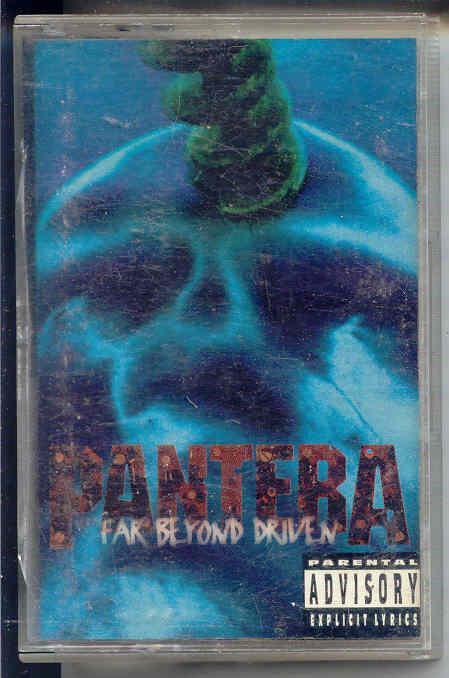 PANTERA
FAR BEYOND DRIVEN
PARENTAL
ADVISORY
EXPLICIT LYRICS